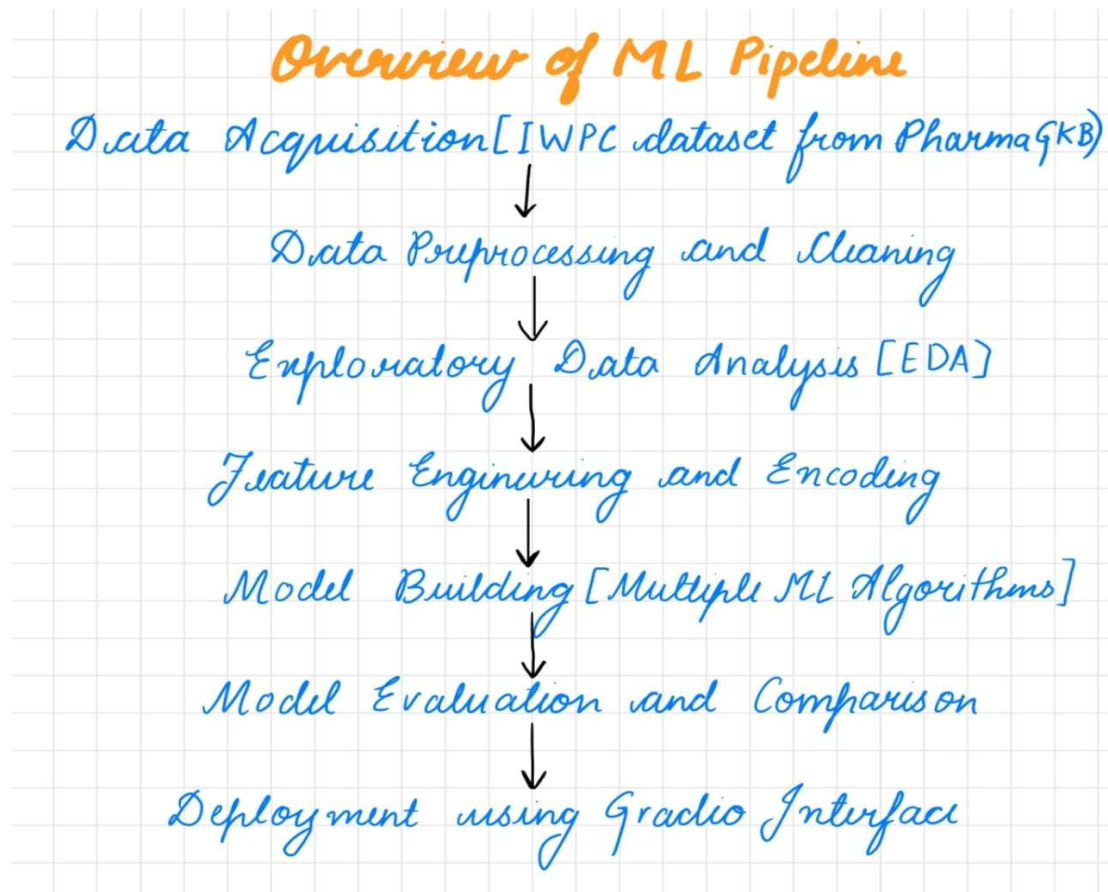 Overview of ML Pipeline
Data Acquisition[IWPC dataset from PharmaGKB)
Data Preprocessing and Cleaning
Exploratory Data Analysis [EDA]
Feature Engineering and Encoding
Model Building [Multiple ML Algorithms]
Model Evaluation and Comparison
Deployment using Gradio Interface